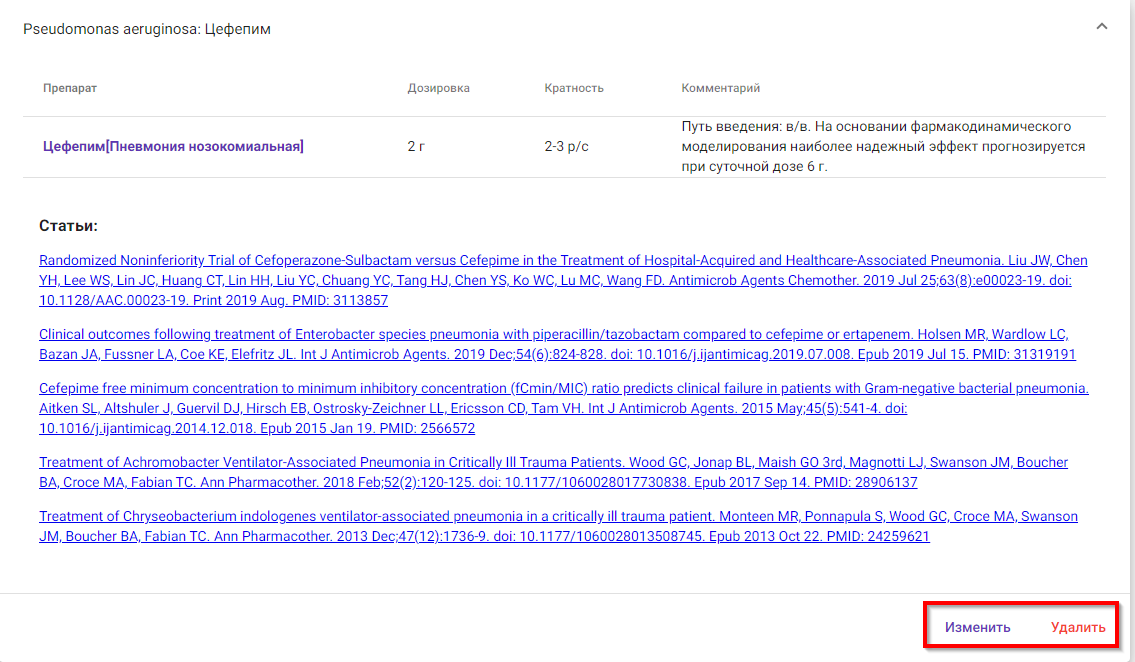 Pseudomonas aeruginosa: Цефепим
Препарат Дозировка Кратность Комментарий
Цефепим[Пневмония нозокомиальная] 2 г 2-3 р/с Путь введения: в/в. На основании фармакодинамического
моделирования наиболее надежный эффект прогнозируется
при суточной дозе 6 г.
Статьи:
Randomized Noninferiority Trial of Cefoperazone-Sulbactam versus Cefepime in the Treatment of Hospital-Acquired and Healthcare-Associated Pneumonia. Liu JW, Chen
YH, Lee WS, Lin JC, Huang CT, Lin HH, Liu YC, Chuang YC, Tang HJ, Chen YS, Ko WC, Lu MC, Wang FD. Antimicrob Agents Chemother. 2019 Jul 25;63(8):e00023-19. doi:
10.1128/AAC.00023-19. Print 2019 Aug. PMID: 3113857
Clinical outcomes following treatment of Enterobacter species pneumonia with piperacillin/tazobactam compared to cefepime or ertapenem. Holsen MR, Wardlow LC,
Bazan JA, Fussner LA, Coe KE, Elefritz JL. Int J Antimicrob Agents. 2019 Dec;54(6):824-828. doi: 10.1016/j.ijantimicag.2019.07.008. Epub 2019 Jul 15. PMID: 31319191
Cefepime free minimum concentration to minimum inhibitory concentration (fCmin/MIC) ratio predicts clinical failure in patients with Gram-negative bacterial pneumonia.
Aitken SL, Altshuler J, Guervil DJ, Hirsch EB, Ostrosky-Zeichner LL, Ericsson CD, Tam VH. Int J Antimicrob Agents. 2015 May;45(5):541-4. doi:
10.1016/j.ijantimicag.2014.12.018. Epub 2015 Jan 19. PMID: 2566572
Treatment of Achromobacter Ventilator-Associated Pneumonia in Critically Ill Trauma Patients. Wood GC, Jonap BL, Maish GO 3rd, Magnotti LJ, Swanson JM, Boucher
BA, Croce MA, Fabian TC. Ann Pharmacother. 2018 Feb;52(2):120-125. doi: 10.1177/1060028017730838. Epub 2017 Sep 14. PMID: 28906137
Treatment of Chryseobacterium indologenes ventilator-associated pneumonia in a critically ill trauma patient. Monteen MR, Ponnapula S, Wood GC, Croce MA, Swanson
JM, Boucher BA, Fabian TC. Ann Pharmacother. 2013 Dec;47(12):1736-9. doi: 10.1177/1060028013508745. Epub 2013 Oct 22. PMID: 24259621
Изменить Удалить